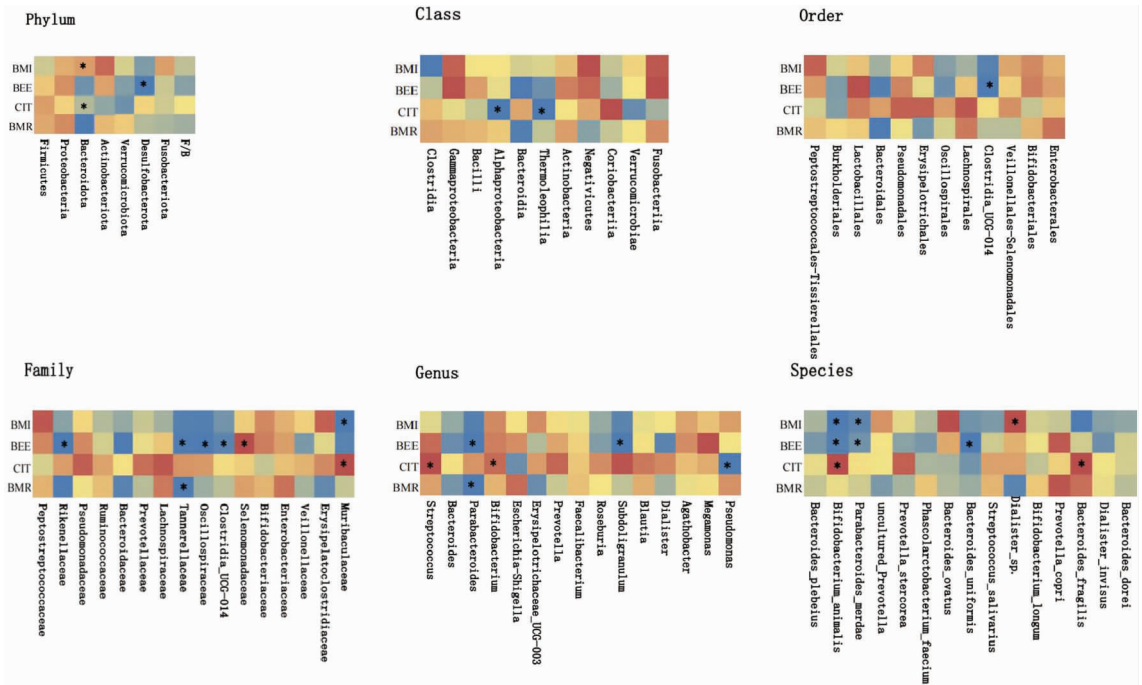 Phylum
BMI
BEE
CIT
BMR
Firmicutes
Proteobacteria
Bacteroidota
Actinobacteriota
Verrucomicrobiota
Desulfobacterota
Fusobacteriota
F/B
Class
BMI
BEE
CIT
BMR
Clostridia
Gammaproteobacteria
Bacilli
Alphaproteobacteria
Bacteroidia
Thermoleophilia
Actinobacteria
Negativicutes
Coriobacteriia
Verrucomicrobiae
Fusobacteriia
Order
BMI
BEE
CIT
BMR
Peptostreptococcales-Tissierellales
Burkholderiales
Lactobacillales
Bacteroidales
Pseudomonadales
Erysipelotrichales
Oscillospirales
Lachnospirales
Clostridia_UCG-014
Veillonellales-Selenomonadales
Bifidobacteriales
Enterobacterales
Family
BMI
BEE
CIT
BMR
Peptostreptococcaceae
Rikenellaceae
Pseudomonadaceae
Ruminococcaceae
Bacteroidaceae
Prevotellaceae
Lachnospiraceae
Tannerellaceae
Oscillospiraceae
Clostridia_UCG-014
Selenomonadaceae
Bifidobacteriaceae
Enterobacteriaceae
Veillonellaceae
Erysipelatoclostridiaceae
Muribaculaceae
Genus
BMI
BEE
CIT
BMR
Streptococcus
Bacteroides
Parabacteroides
Bifidobacterium
Escherichia-Shigella
Erysipelotrichaceae_UCG-003
Prevotella
Faecalibacterium
Roseburia
Subdoligranulum
Blautia
Dialister
Agathobacter
Megamonas
Pseudomonas
Species
BMI
BEE
CIT
BMR
Bacteroides_plebeius
Bifidobacterium_animalis
Parabacteroides_merdae
uncultured_Prevotella
Prevotella_stercorea
Phascolarctobacterium_faecium
Bacteroides_ovatus
Bacteroides_uniformis
Streptococcus_salivarius
Dialister_sp.
Bifidobacterium_longum
Prevotella_copri
Bacteroides_fragilis
Dialister_invisus
Bacteroides_dorei